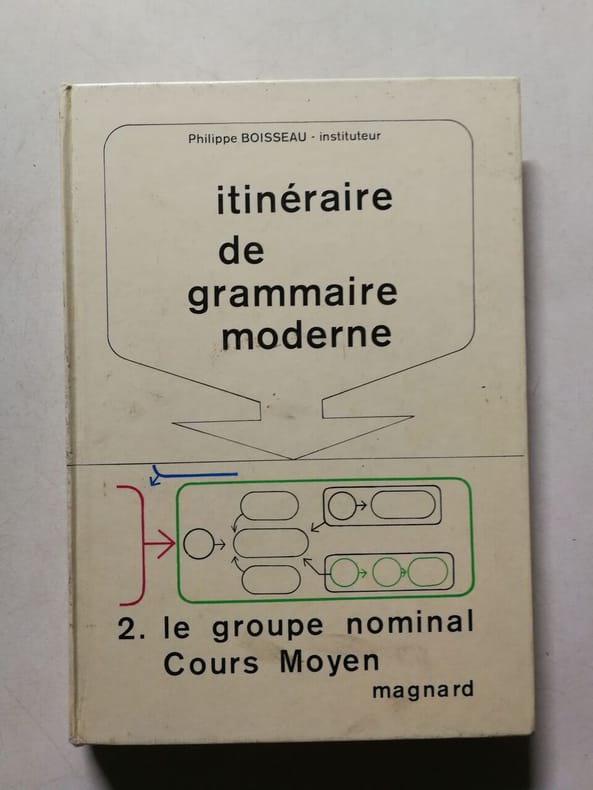 Philippe BOISSEAU - instituteur
itinéraire
de
grammaire
moderne
2. le groupe nominal
Cours Moyen
magnard